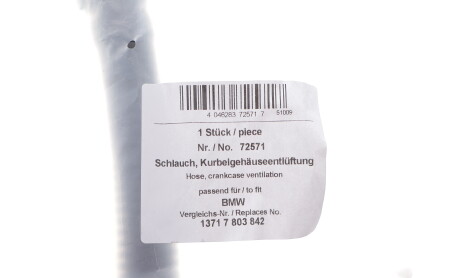 4 046283 72571 7
51009
1 Stück / piece
Nr. / No. 72571
Schlauch, Kurbelgehäuseentlüftung
Hose, crankcase ventilation
passend für / to fit
BMW
Vergleichs-Nr. / Replaces No.
1371 7 803 842